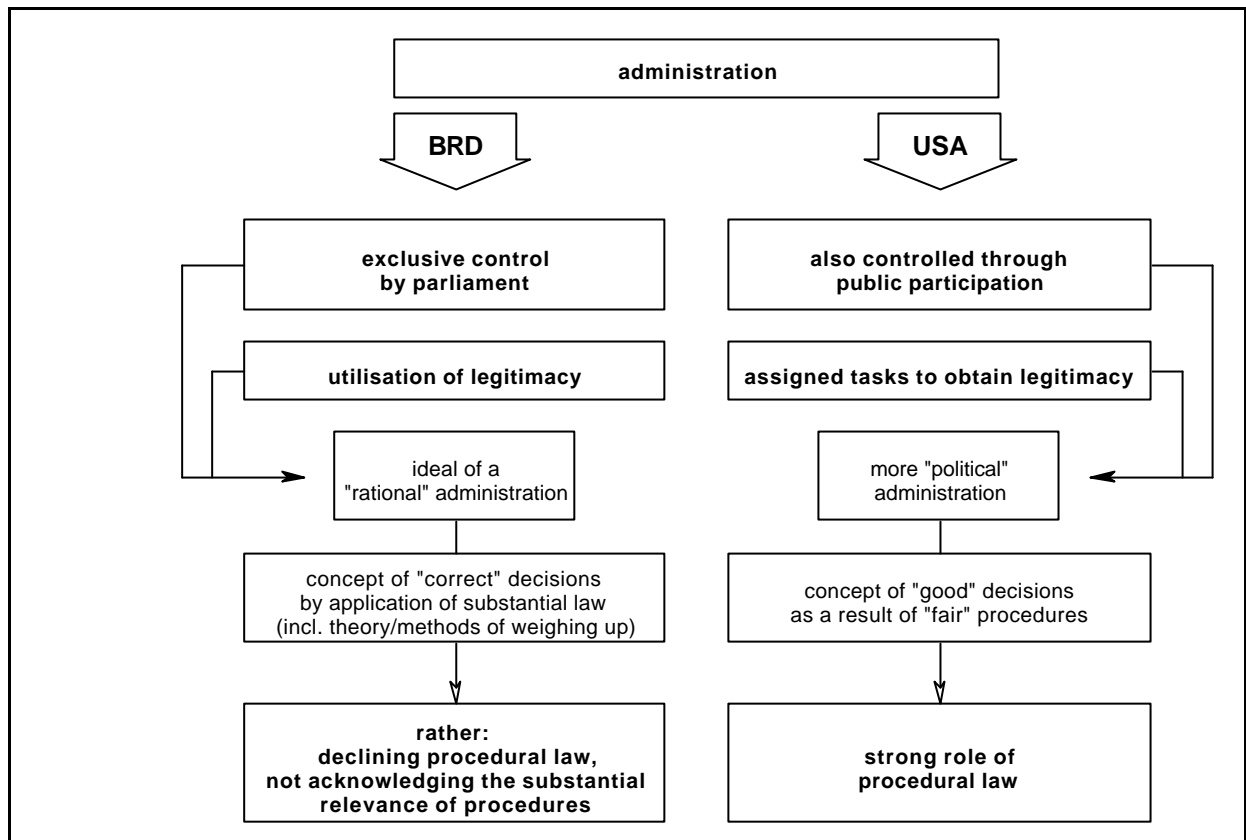 administration
BRD
USA
exclusive control
by parliament
also controlled through
public participation
utilisation of legitimacy
assigned tasks to obtain legitimacy
ideal of a
"rational" administration
more "political"
administration
concept of "correct" decisions
by application of substantial law
(incl. theory/methods of weighing up)
concept of "good" decisions
as a result of "fair" procedures
rather:
declining procedural law,
not acknowledging the substantial
relevance of procedures
strong role of
procedural law